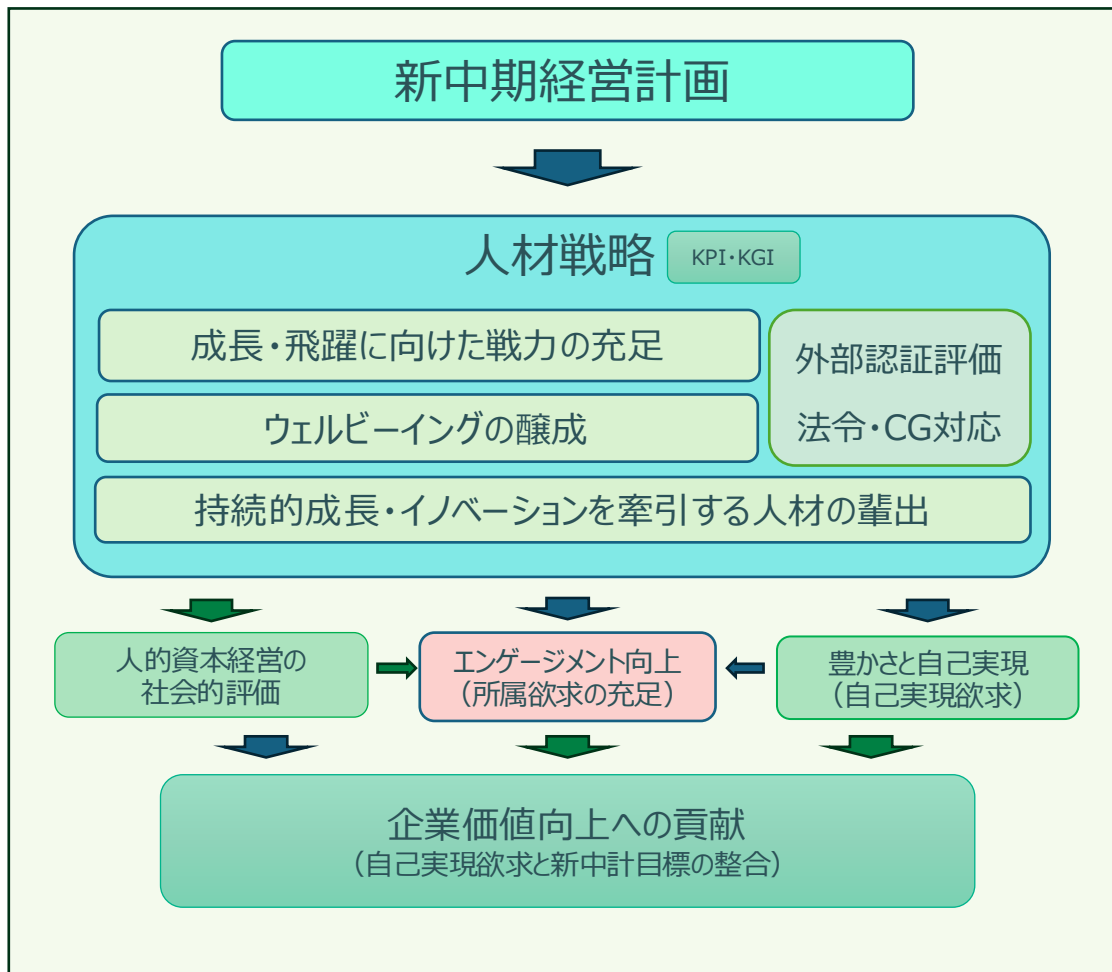 新中期経営計画
人材戦略
KPI・KGI
成長・飛躍に向けた戦力の充足
ウェルビーイングの醸成
外部認証評価
法令・CG対応
持続的成長・イノベーションを牽引する人材の輩出
人的資本経営の
社会的評価
エンゲージメント向上
（所属欲求の充足）
豊かさと自己実現
（自己実現欲求）
企業価値向上への貢献
（自己実現欲求と新中計目標の整合）